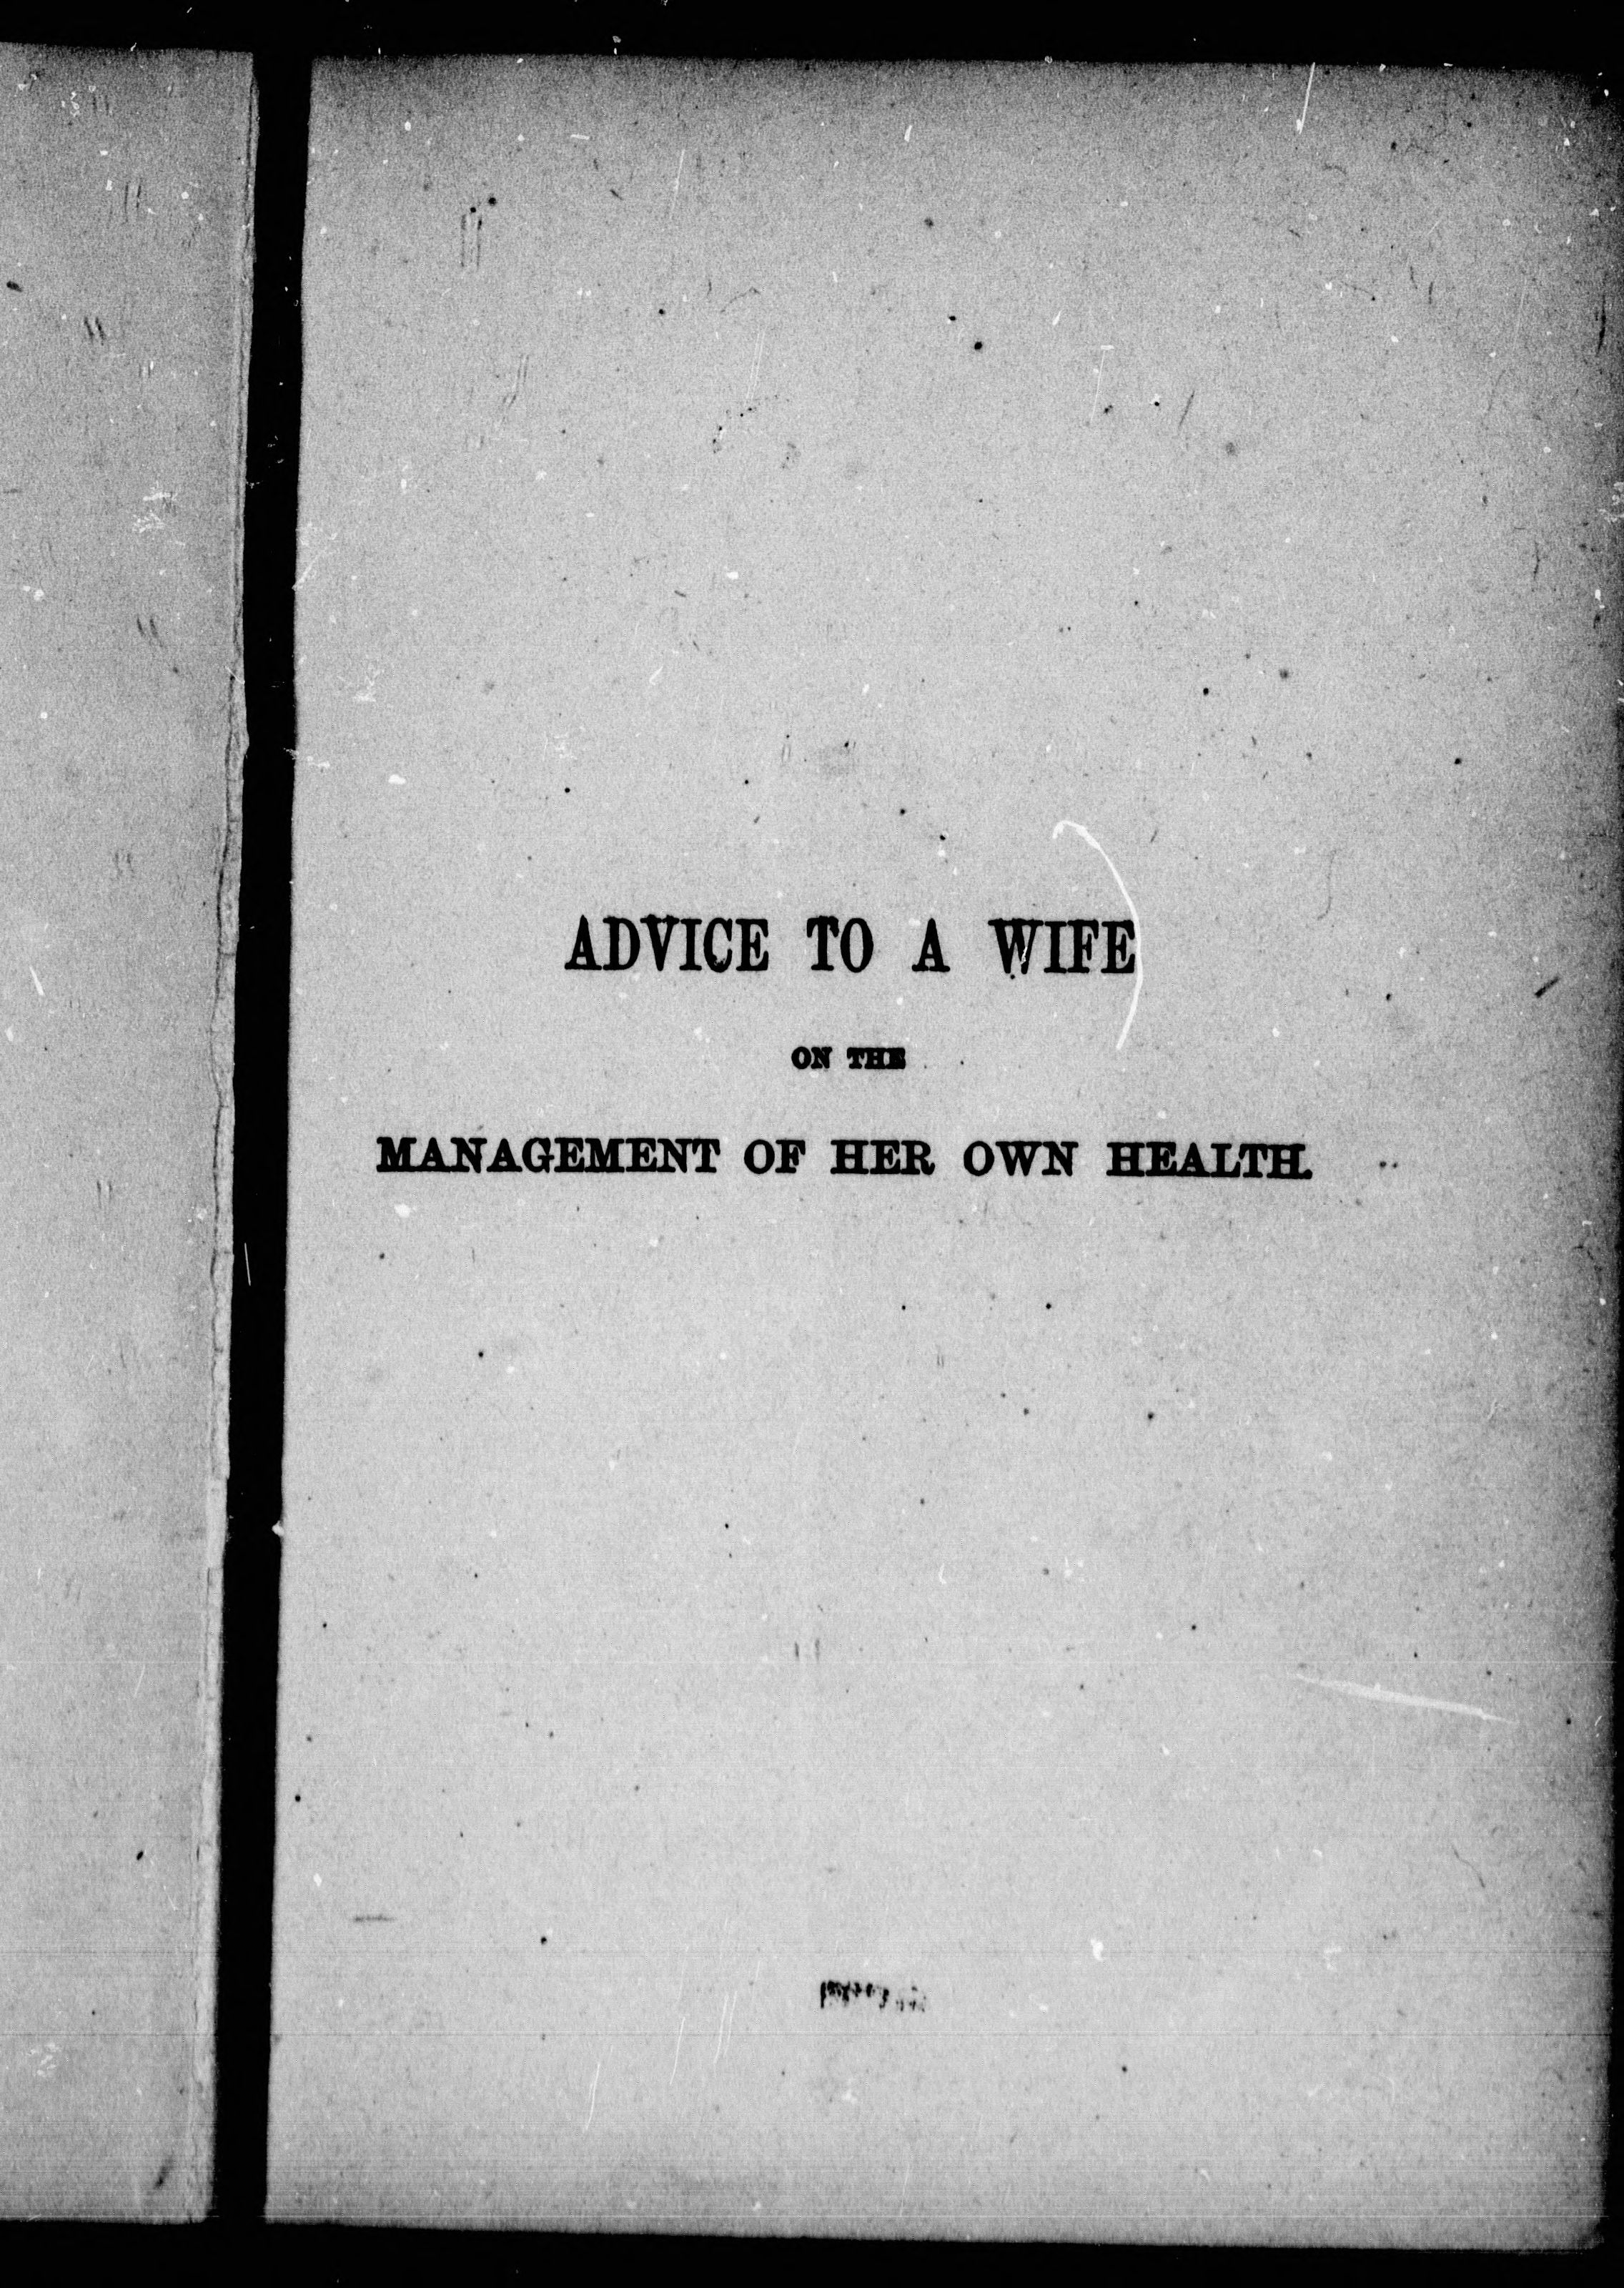 ADVICE TO A WIFE
ON THE
MANAGEMENT OF HER OWN HEALTH.